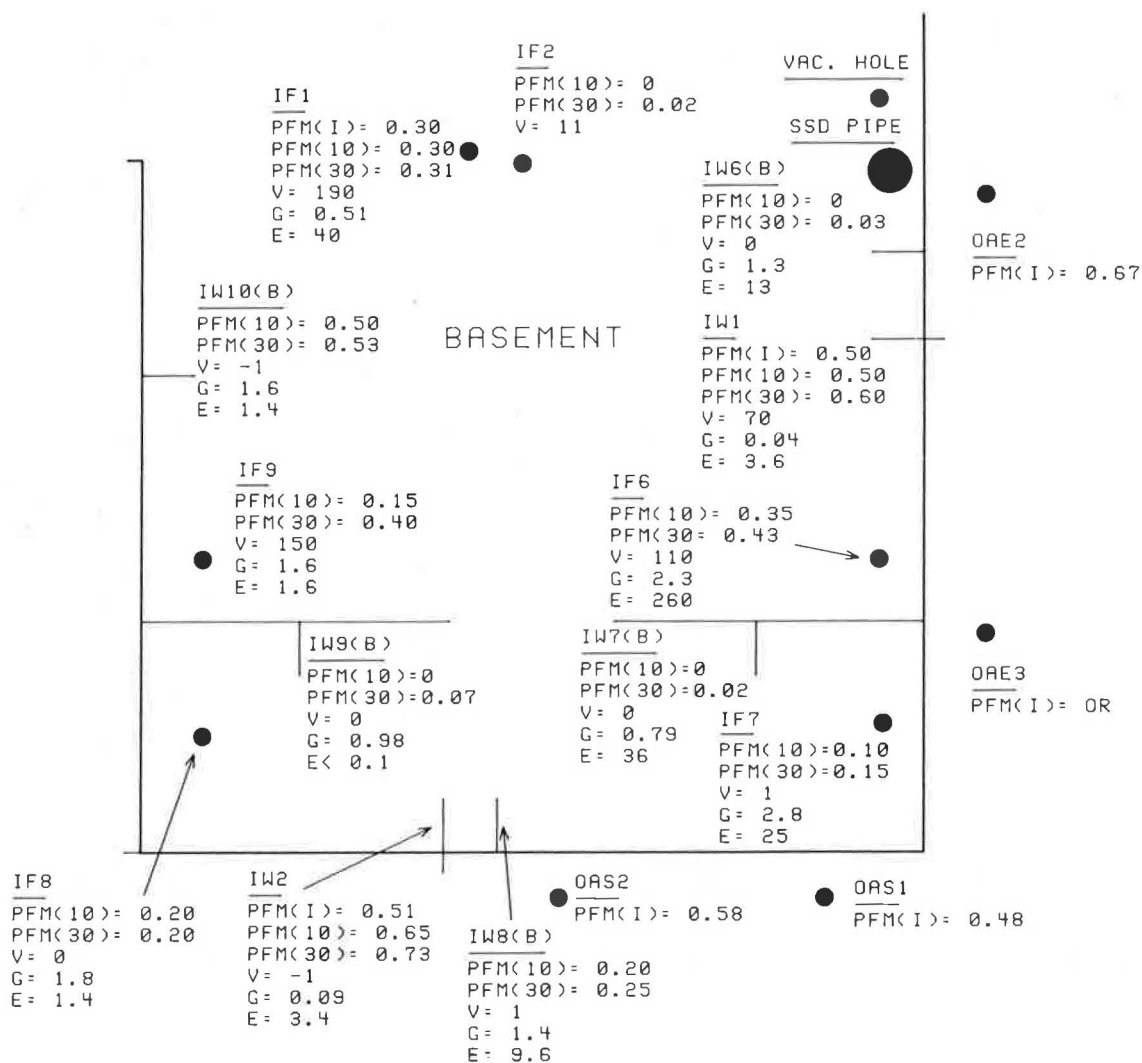 IF2
PFM(10)= 0
PFM(30)= 0.02
V= 11
VAC. HOLE
SSD PIPE
IF1
PFM(I)= 0.30
PFM(10)= 0.30
PFM(30)= 0.31
V= 190
G= 0.51
E= 40
IW6(B)
PFM(10)= 0
PFM(30)= 0.03
V= 0
G= 1.3
E= 13
OAE2
PFM(I)= 0.67
IW10(B)
PFM(10)= 0.50
PFM(30)= 0.53
V= -1
G= 1.6
E= 1.4
BASEMENT
IW1
PFM(I)= 0.50
PFM(10)= 0.50
PFM(30)= 0.60
V= 70
G= 0.04
E= 3.6
IF9
PFM(10)= 0.15
PFM(30)= 0.40
V= 150
G= 1.6
E= 1.6
IF6
PFM(10)= 0.35
PFM(30= 0.43
V= 110
G= 2.3
E= 260
IW9(B)
PFM(10)=0
PFM(30)=0.07
V= 0
G= 0.98
E< 0.1
IW7(B)
PFM(10)=0
PFM(30)=0.02
V= 0
G= 0.79
E= 36
IF7
PFM(10)=0.10
PFM(30)=0.15
V= 1
G= 2.8
E= 25
OAE3
PFM(I)= OR
IF8
PFM(10)= 0.20
PFM(30)= 0.20
V= 0
G= 1.8
E= 1.4
IW2
PFM(I)= 0.51
PFM(10)= 0.65
PFM(30)= 0.73
V= -1
G= 0.09
E= 3.4
IW8(B)
PFM(10)= 0.20
PFM(30)= 0.25
V= 1
G= 1.4
E= 9.6
OAS2
PFM(I)= 0.58
OAS1
PFM(I)= 0.48